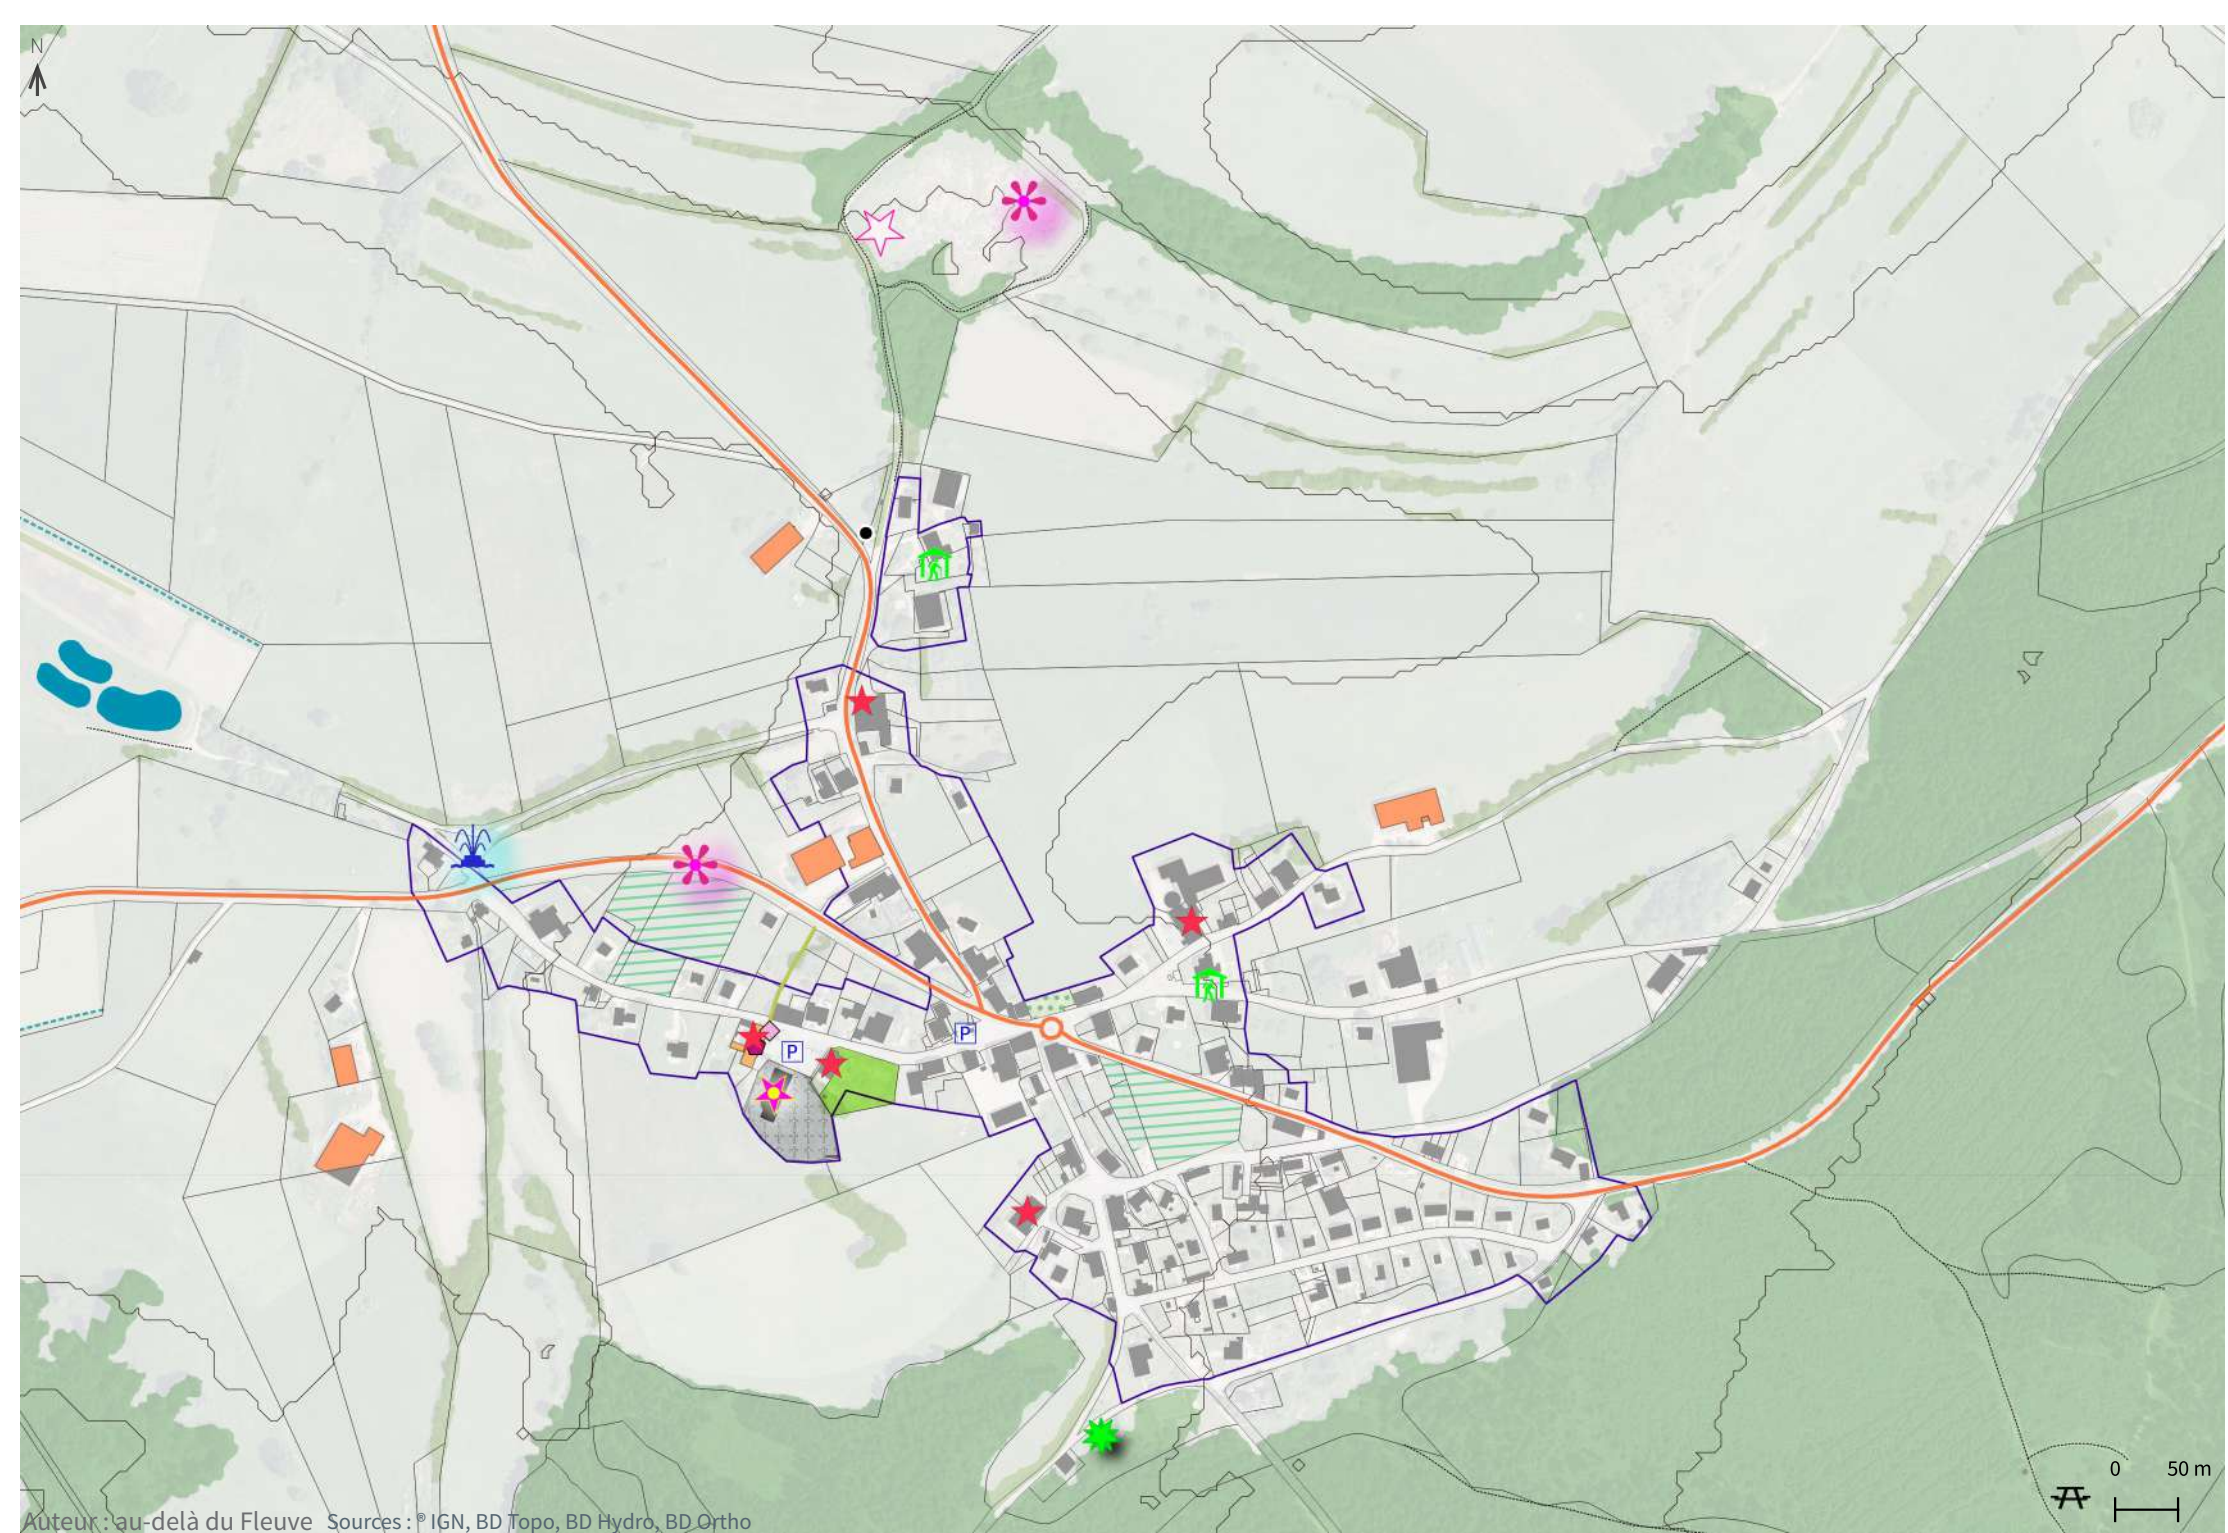 N
P
P
0 50 m
Auteur : au-delà du Fleuve Sources : ® IGN, BD Topo, BD Hydro, BD Ortho